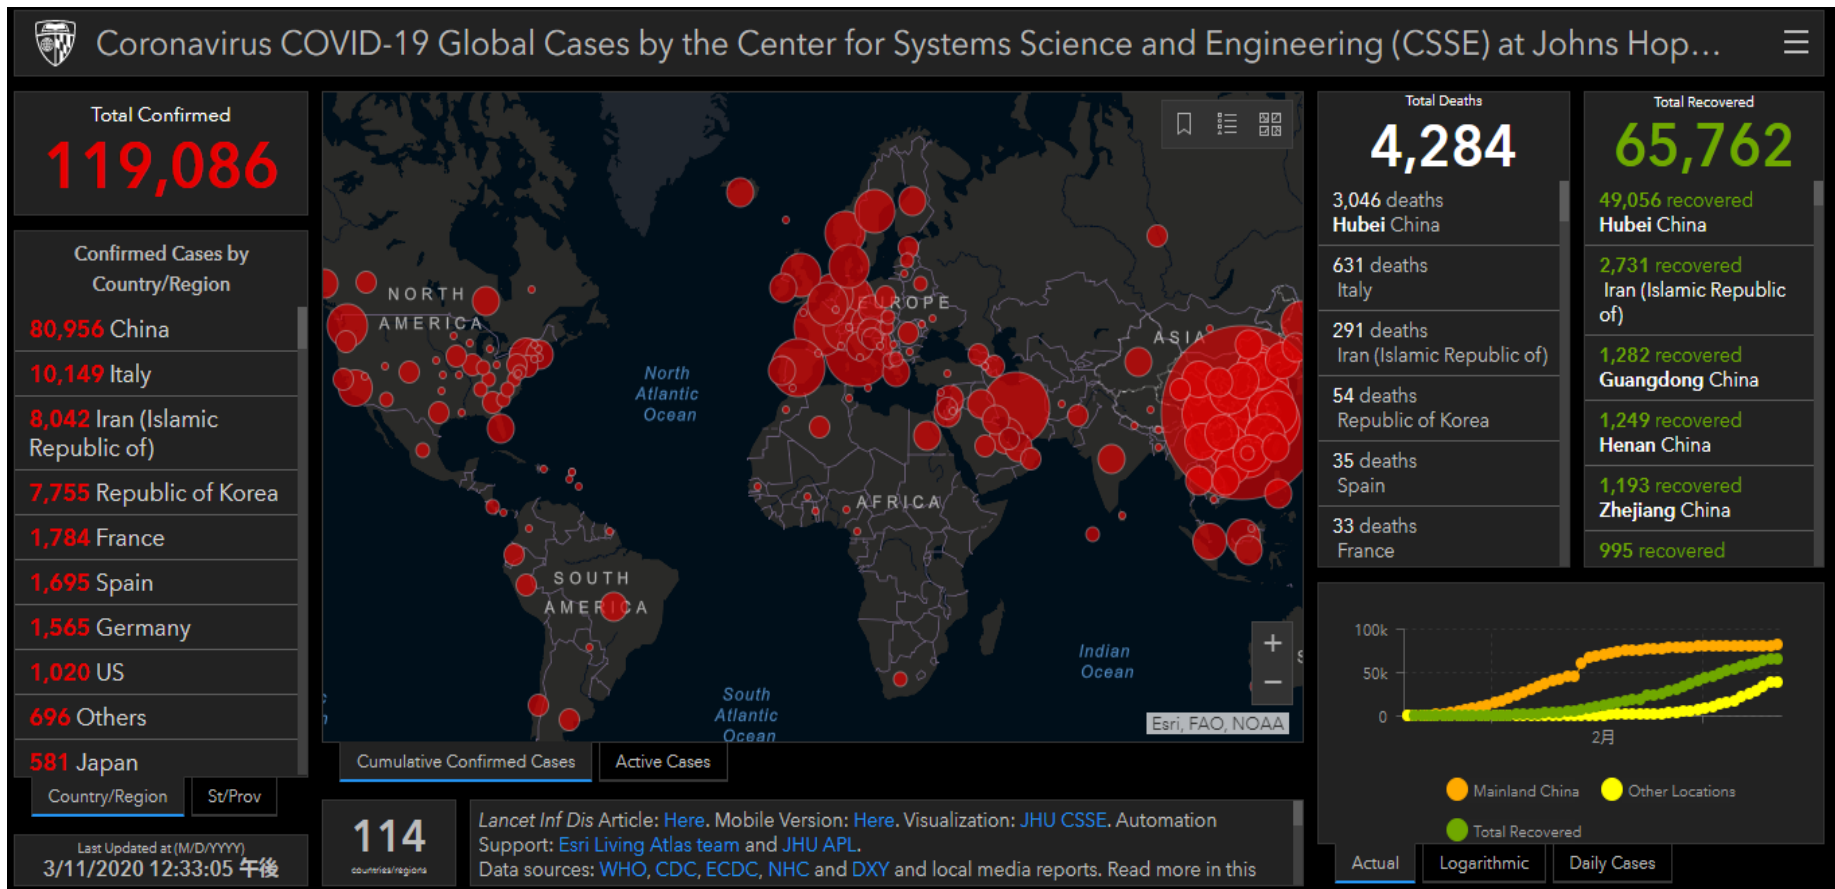 Coronavirus COVID-19 Global Cases by the Center for Systems Science and Engineering (CSSE) at Johns Hop...
Total Confirmed
119,086
Confirmed Cases by
Country/Region
80,956 China
10,149 Italy
8,042 Iran (Islamic
Republic of)
7,755 Republic of Korea
1,784 France
1,695 Spain
1,565 Germany
1,020 US
696 Others
581 Japan
Country/Region
St/Prov
Last Updated at (M/D/YYYY)
3/11/2020 12:33:05 午後
NORTH
AMERICA
North
Atlantic
Ocean
EUROPE
ASIA
AFRICA
SOUTH
AMERICA
South
Atlantic
Ocean
Indian
Ocean
+
−
Esri, FAO, NOAA
Cumulative Confirmed Cases
Active Cases
114
countries/regions
Lancet Inf Dis Article: Here. Mobile Version: Here. Visualization: JHU CSSE. Automation
Support: Esri Living Atlas team and JHU APL.
Data sources: WHO, CDC, ECDC, NHC and DXY and local media reports. Read more in this
Total Deaths
4,284
3,046 deaths
Hubei China
631 deaths
Italy
291 deaths
Iran (Islamic Republic of)
54 deaths
Republic of Korea
35 deaths
Spain
33 deaths
France
Total Recovered
65,762
49,056 recovered
Hubei China
2,731 recovered
Iran (Islamic Republic
of)
1,282 recovered
Guangdong China
1,249 recovered
Henan China
1,193 recovered
Zhejiang China
995 recovered
100k
50k
0
2月
Mainland China
Other Locations
Total Recovered
Actual
Logarithmic
Daily Cases